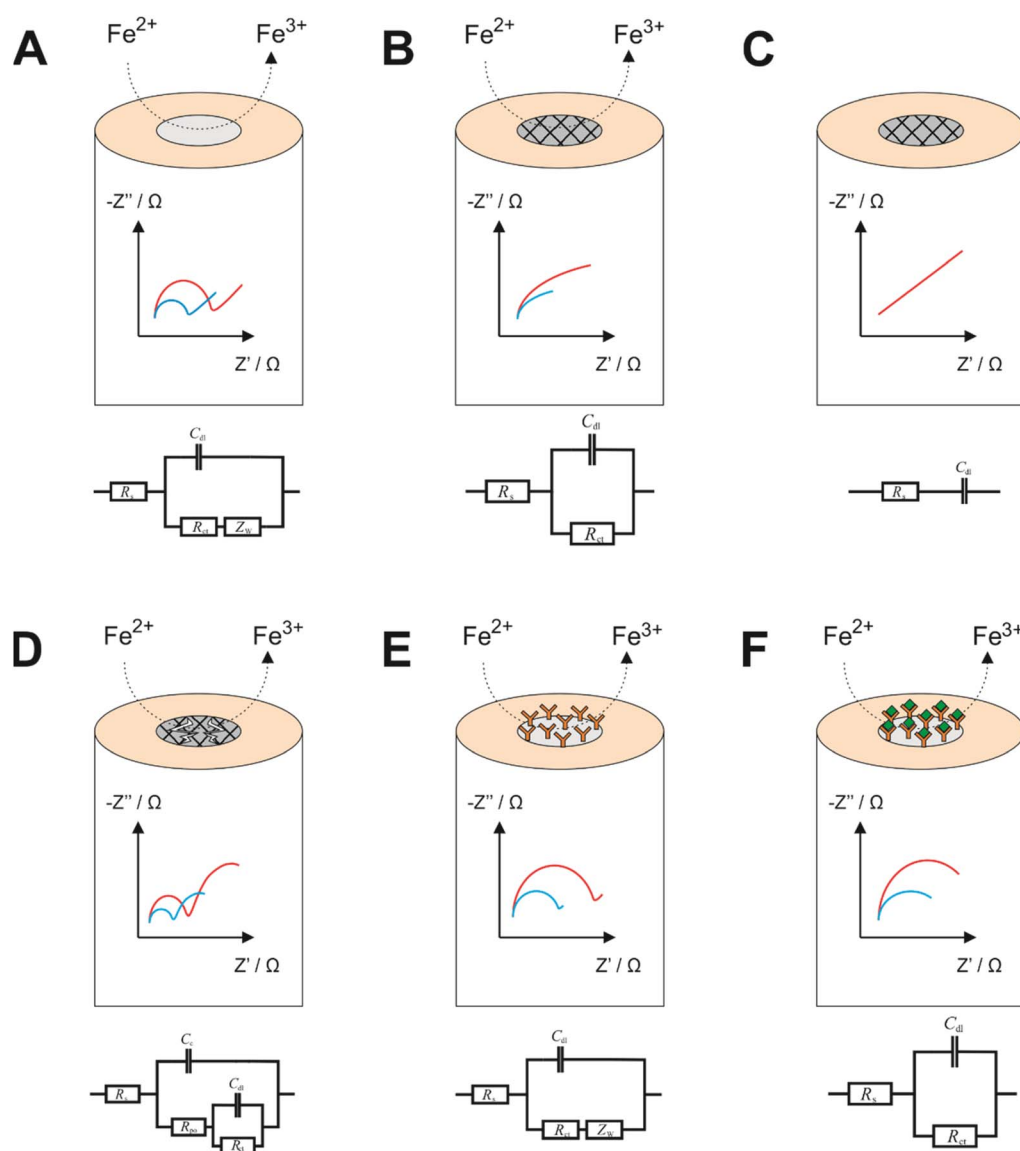 A
Fe2+
Fe3+
-Z'' / Ω
Z' / Ω
Cdl
Rs
Rct
Zw
B
Fe2+
Fe3+
-Z'' / Ω
Z' / Ω
Cdl
Rs
Rct
C
-Z'' / Ω
Z' / Ω
Cdl
Rs
D
Fe2+
Fe3+
-Z'' / Ω
Z' / Ω
Cc
Cdl
Rs
Rpo
E
Fe2+
Fe3+
-Z'' / Ω
Z' / Ω
Cdl
Rs
Rct
Zw
F
Fe2+
Fe3+
-Z'' / Ω
Z' / Ω
Cdl
Rs
Rct